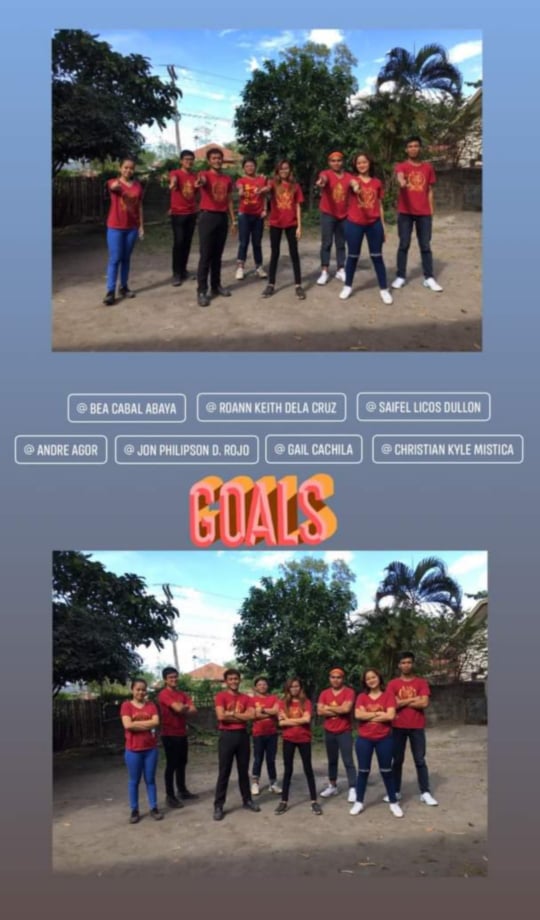 @ BEA CABAL ABAYA @ ROANN KEITH DELA CRUZ @ SAIFEL LICOS DULLON
@ ANDRE AGOR @ JON PHILIPSON D. ROJO @ GAIL CACHILA @ CHRISTIAN KYLE MISTICA
GOALS